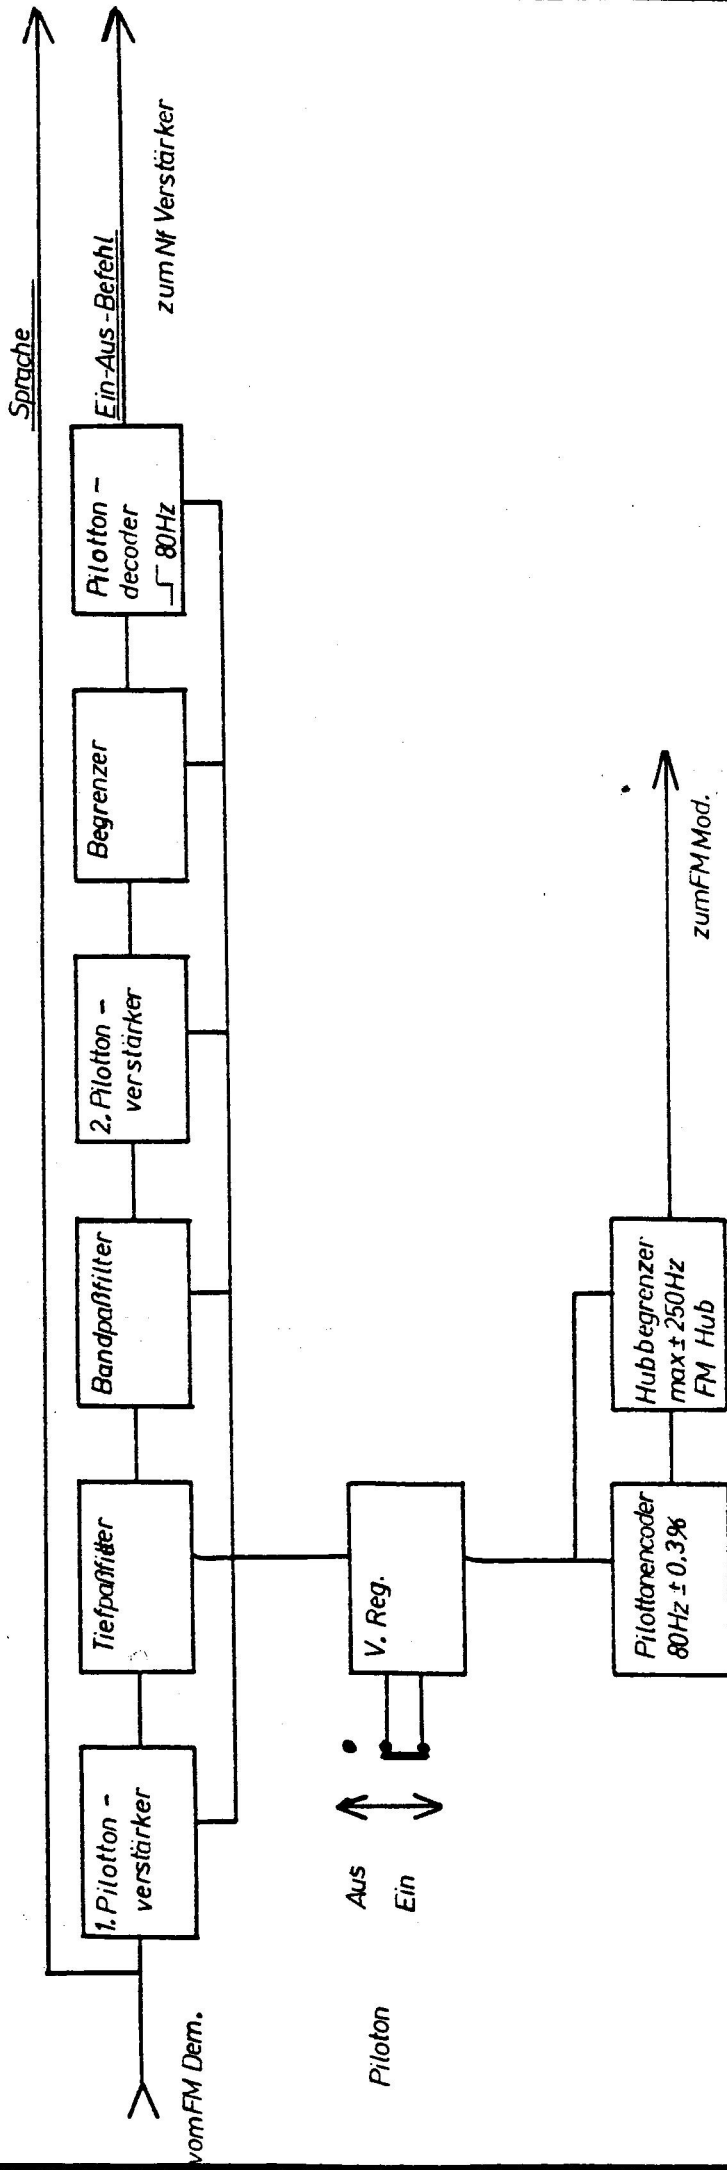 Sprache
Ein-Aus-Befehl
zum Nf Verstärker
1. Pilotton-
verstärker
Tiefpaßfilter
Bandpaßfilter
2. Pilotton-
verstärker
Begrenzer
Pilotton-
decoder
80Hz
vom FM Dem.
Piloton
Aus
Ein
V. Reg.
Pilottonencoder
80Hz ± 0,3%
Hubbegrenzer
max ± 250Hz
FM Hub
zum FM Mod.